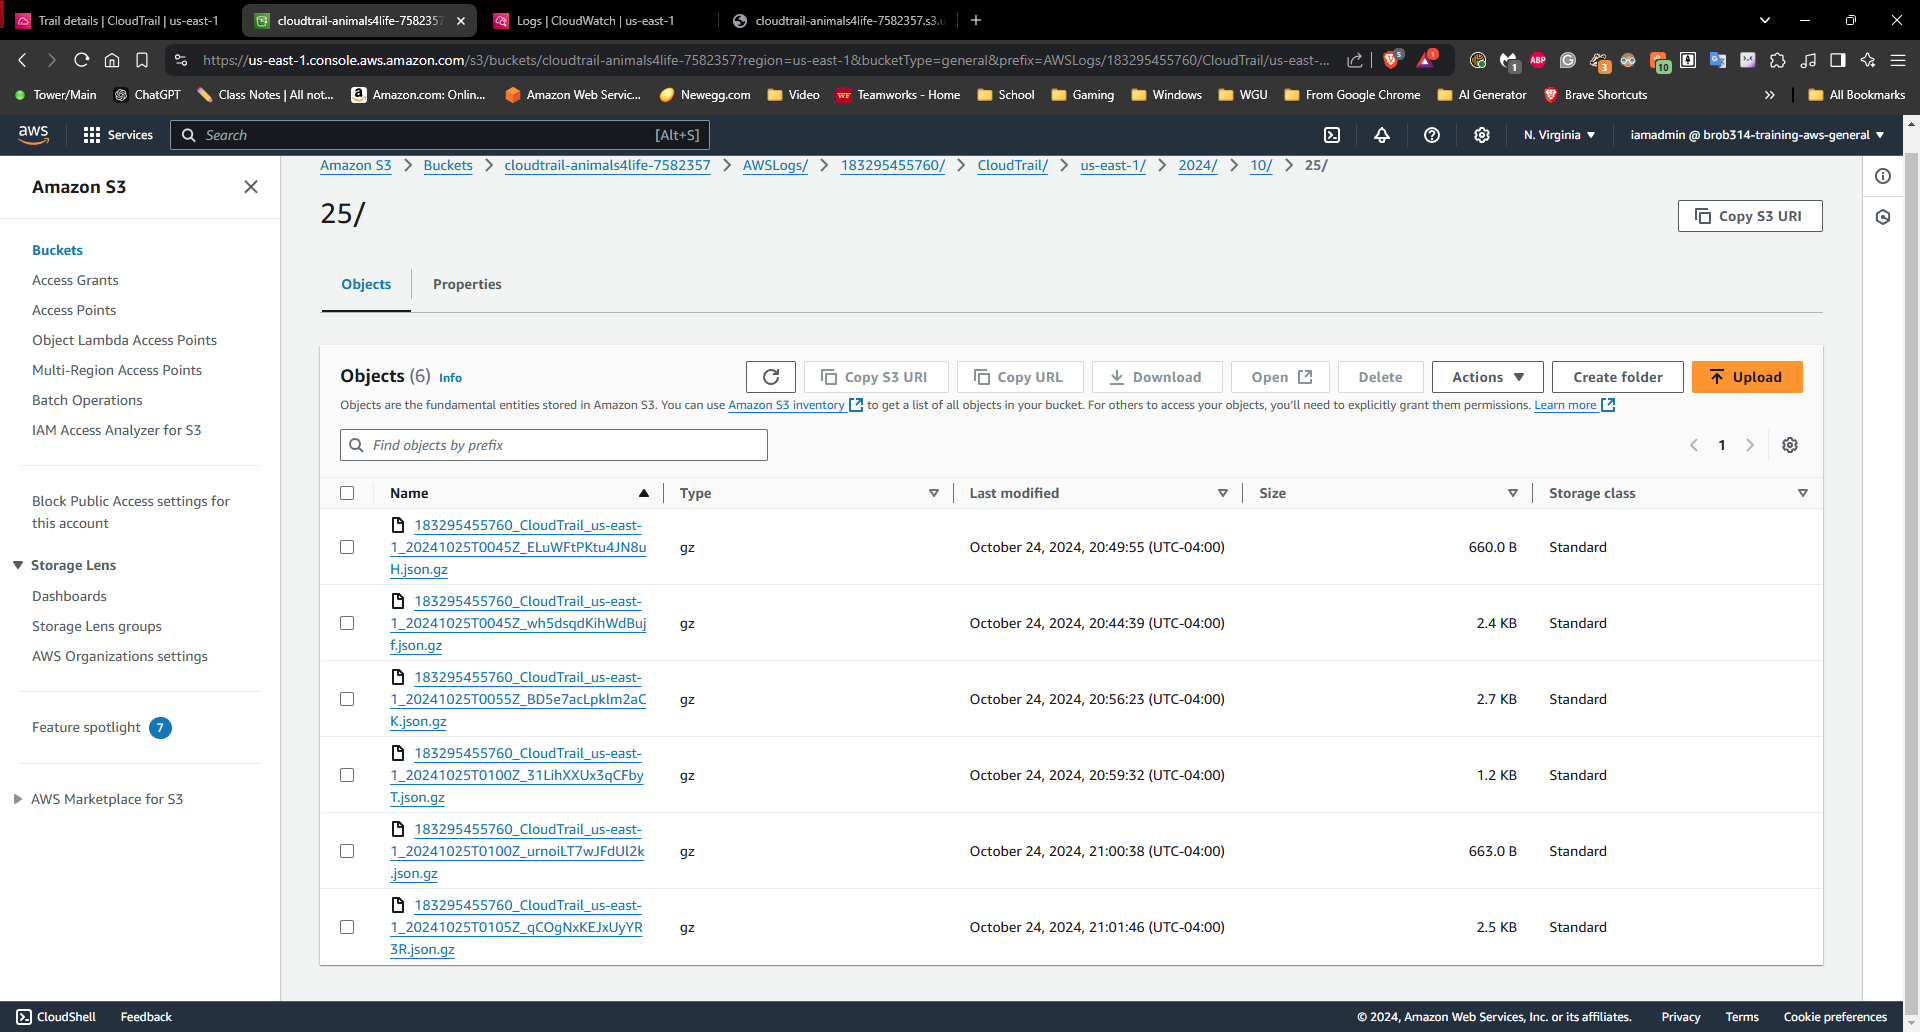 Trail details | CloudTrail | us-east-1
cloudtrail-animals4life-758235
Logs | CloudWatch | us-east-1
cloudtrail-animals4life-7582357.s3.u
https://us-east-1.console.aws.amazon.com/s3/buckets/cloudtrail-animals4life-7582357?region=us-east-1&bucketType=general&prefix=AWSLogs/183295455760/CloudTrail/us-east-...
5
1
1
ABP
3
10
Tower/Main
ChatGPT
Class Notes | All not...
Amazon.com: Onlin...
Amazon Web Servic...
Newegg.com
Video
Teamworks - Home
School
Gaming
Windows
WGU
From Google Chrome
AI Generator
Brave Shortcuts
All Bookmarks
aws
Services
Search
[Alt+S]
N. Virginia
iamadmin @ brob314-training-aws-general
Amazon S3
Buckets
Access Grants
Access Points
Object Lambda Access Points
Multi-Region Access Points
Batch Operations
IAM Access Analyzer for S3
Block Public Access settings for
this account
Storage Lens
Dashboards
Storage Lens groups
AWS Organizations settings
Feature spotlight 7
AWS Marketplace for S3
Amazon S3 > Buckets > cloudtrail-animals4life-7582357 > AWSLogs/ > 183295455760/ > CloudTrail/ > us-east-1/ > 2024/ > 10/ > 25/
25/
Copy S3 URI
Objects
Properties
Objects (6) Info
Copy S3 URI
Copy URL
Download
Open
Delete
Actions
Create folder
Upload
Objects are the fundamental entities stored in Amazon S3. You can use Amazon S3 inventory to get a list of all objects in your bucket. For others to access your objects, you'll need to explicitly grant them permissions. Learn more
Find objects by prefix
1
Name Type Last modified Size Storage class
183295455760_CloudTrail_us-east-
1_20241025T0045Z_ELuWFtPKtu4JN8u
H.json.gz
gz October 24, 2024, 20:49:55 (UTC-04:00) 660.0 B Standard
183295455760_CloudTrail_us-east-
1_20241025T0045Z_wh5dsqdKihWdBuj
f.json.gz
gz October 24, 2024, 20:44:39 (UTC-04:00) 2.4 KB Standard
183295455760_CloudTrail_us-east-
1_20241025T0055Z_BD5e7acLpklm2aC
K.json.gz
gz October 24, 2024, 20:56:23 (UTC-04:00) 2.7 KB Standard
183295455760_CloudTrail_us-east-
1_20241025T0100Z_31LihXXUx3qCFby
T.json.gz
gz October 24, 2024, 20:59:32 (UTC-04:00) 1.2 KB Standard
183295455760_CloudTrail_us-east-
1_20241025T0100Z_urnoiLT7wJFdUl2k
.json.gz
gz October 24, 2024, 21:00:38 (UTC-04:00) 663.0 B Standard
183295455760_CloudTrail_us-east-
1_20241025T0105Z_qCOgNxKEJxUyYR
3R.json.gz
gz October 24, 2024, 21:01:46 (UTC-04:00) 2.5 KB Standard
CloudShell
Feedback
© 2024, Amazon Web Services, Inc. or its affiliates.
Privacy
Terms
Cookie preferences